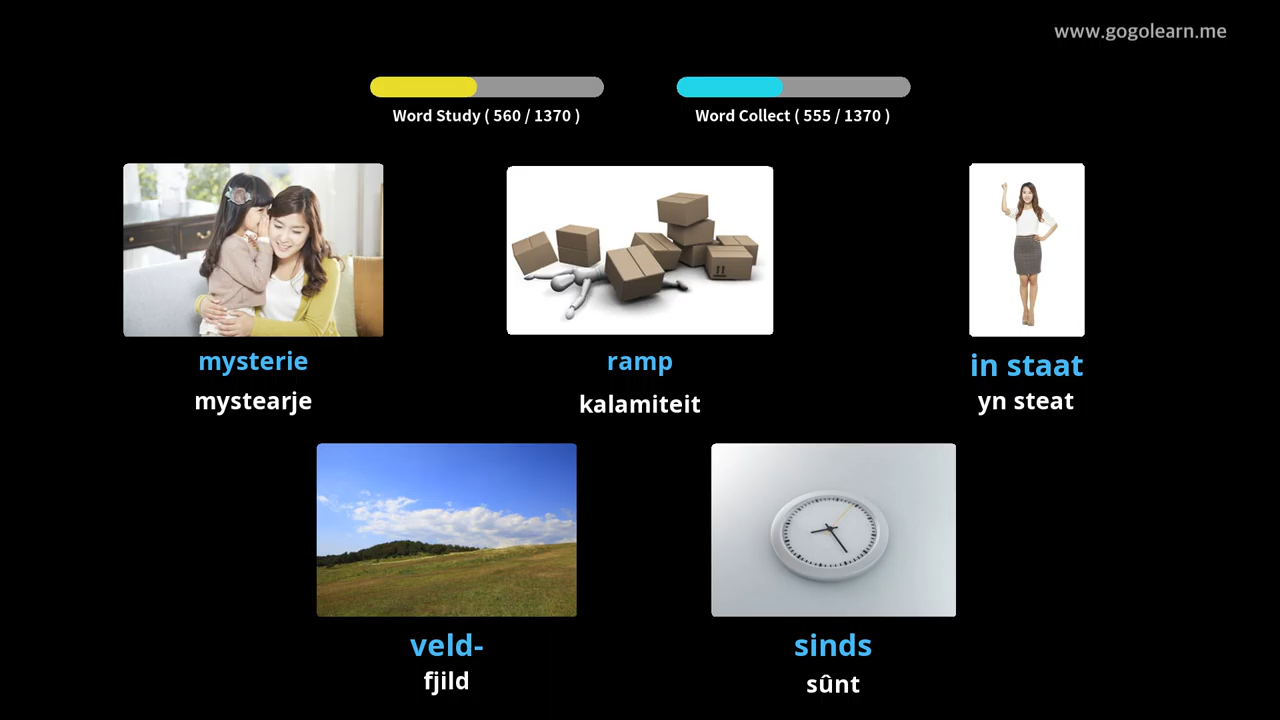 www.gogolearn.me
Word Study ( 560 / 1370 )
Word Collect ( 555 / 1370 )
mysterie
mystearje
ramp
kalamiteit
in staat
yn steat
veld-
fjild
sinds
sûnt